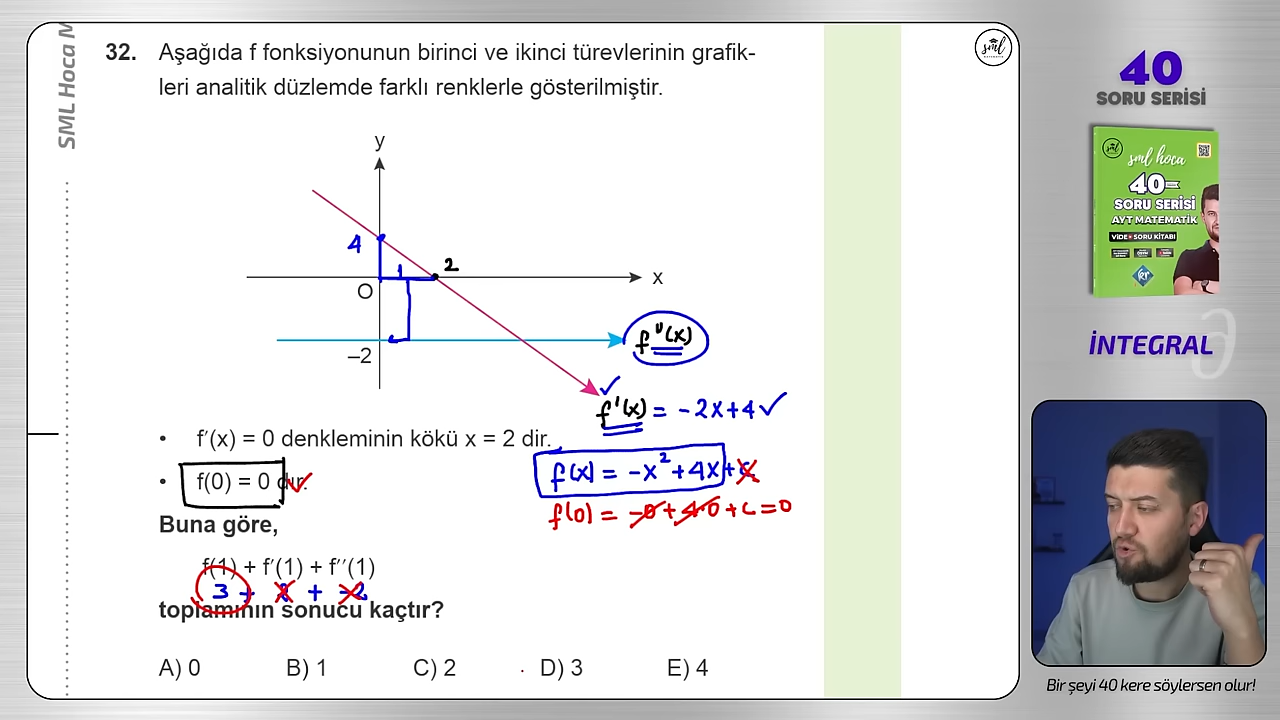 SML Hoca M
32. Aşağıda f fonksiyonunun birinci ve ikinci türevlerinin grafik-
leri analitik düzlemde farklı renklerle gösterilmiştir.
sml
y
4
1
2
O
x
–2
f''(x)
f'(x) = -2x+4 ✓
• f′(x) = 0 denkleminin kökü x = 2 dir.
f(x) = -x² + 4x + c
• f(0) = 0 dır.
f(0) = -0 + 4·0 + c = 0
Buna göre,
f(1) + f′(1) + f′′(1)
3 + 2 + -2
toplamının sonucu kaçtır?
A) 0 B) 1 C) 2 D) 3 E) 4
40
SORU SERİSİ
sml
sml hoca
40
SORU SERİSİ
AYT MATEMATİK
VİDEO SORU KİTABI
İNTEGRAL
Bir şeyi 40 kere söylersen olur!